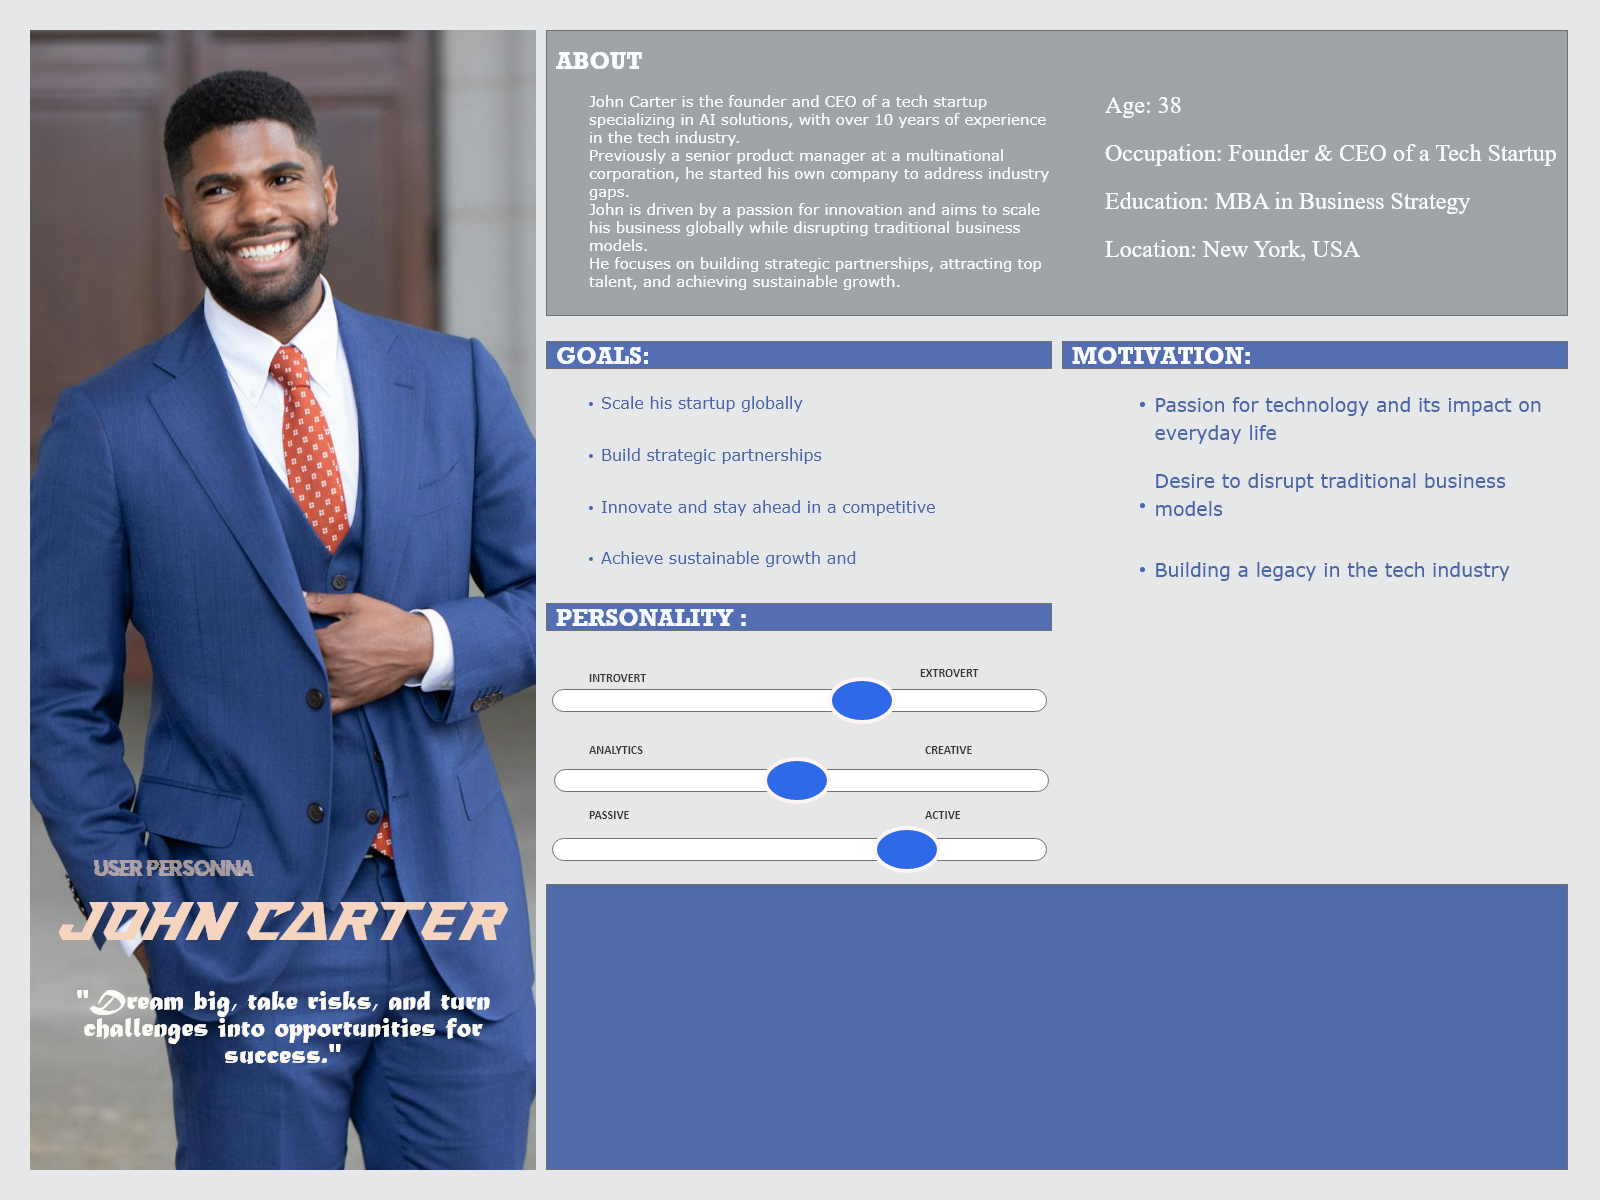 ABOUT
John Carter is the founder and CEO of a tech startup
specializing in AI solutions, with over 10 years of experience
in the tech industry.
Previously a senior product manager at a multinational
corporation, he started his own company to address industry
gaps.
John is driven by a passion for innovation and aims to scale
his business globally while disrupting traditional business
models.
He focuses on building strategic partnerships, attracting top
talent, and achieving sustainable growth.
Age: 38
Occupation: Founder & CEO of a Tech Startup
Education: MBA in Business Strategy
Location: New York, USA
GOALS:
• Scale his startup globally
• Build strategic partnerships
• Innovate and stay ahead in a competitive
• Achieve sustainable growth and
MOTIVATION:
• Passion for technology and its impact on
everyday life
Desire to disrupt traditional business
• models
• Building a legacy in the tech industry
PERSONALITY :
INTROVERT
EXTROVERT
ANALYTICS
CREATIVE
PASSIVE
ACTIVE
USER PERSONNA
JOHN CARTER
"Dream big, take risks, and turn
challenges into opportunities for
success."